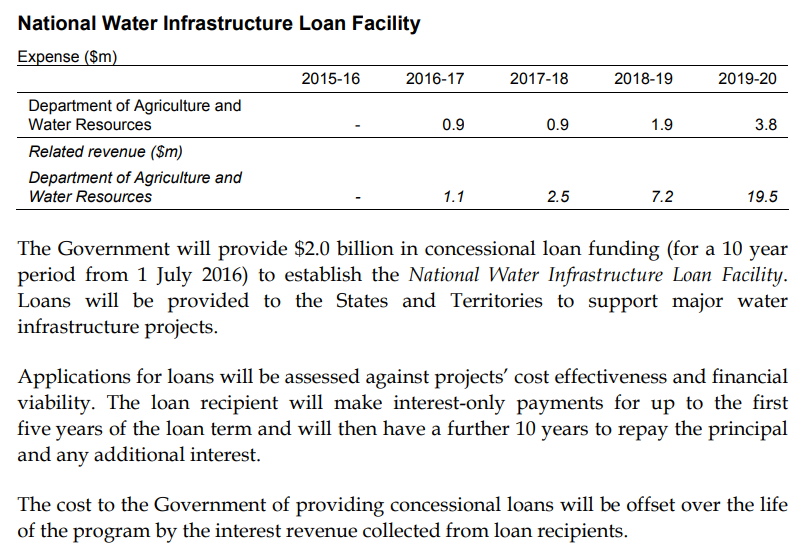 National Water Infrastructure Loan Facility
Expense ($m)
2015-16 2016-17 2017-18 2018-19 2019-20
Department of Agriculture and
Water Resources - 0.9 0.9 1.9 3.8
Related revenue ($m)
Department of Agriculture and
Water Resources - 1.1 2.5 7.2 19.5
The Government will provide $2.0 billion in concessional loan funding (for a 10 year
period from 1 July 2016) to establish the National Water Infrastructure Loan Facility.
Loans will be provided to the States and Territories to support major water
infrastructure projects.
Applications for loans will be assessed against projects’ cost effectiveness and financial
viability. The loan recipient will make interest-only payments for up to the first
five years of the loan term and will then have a further 10 years to repay the principal
and any additional interest.
The cost to the Government of providing concessional loans will be offset over the life
of the program by the interest revenue collected from loan recipients.